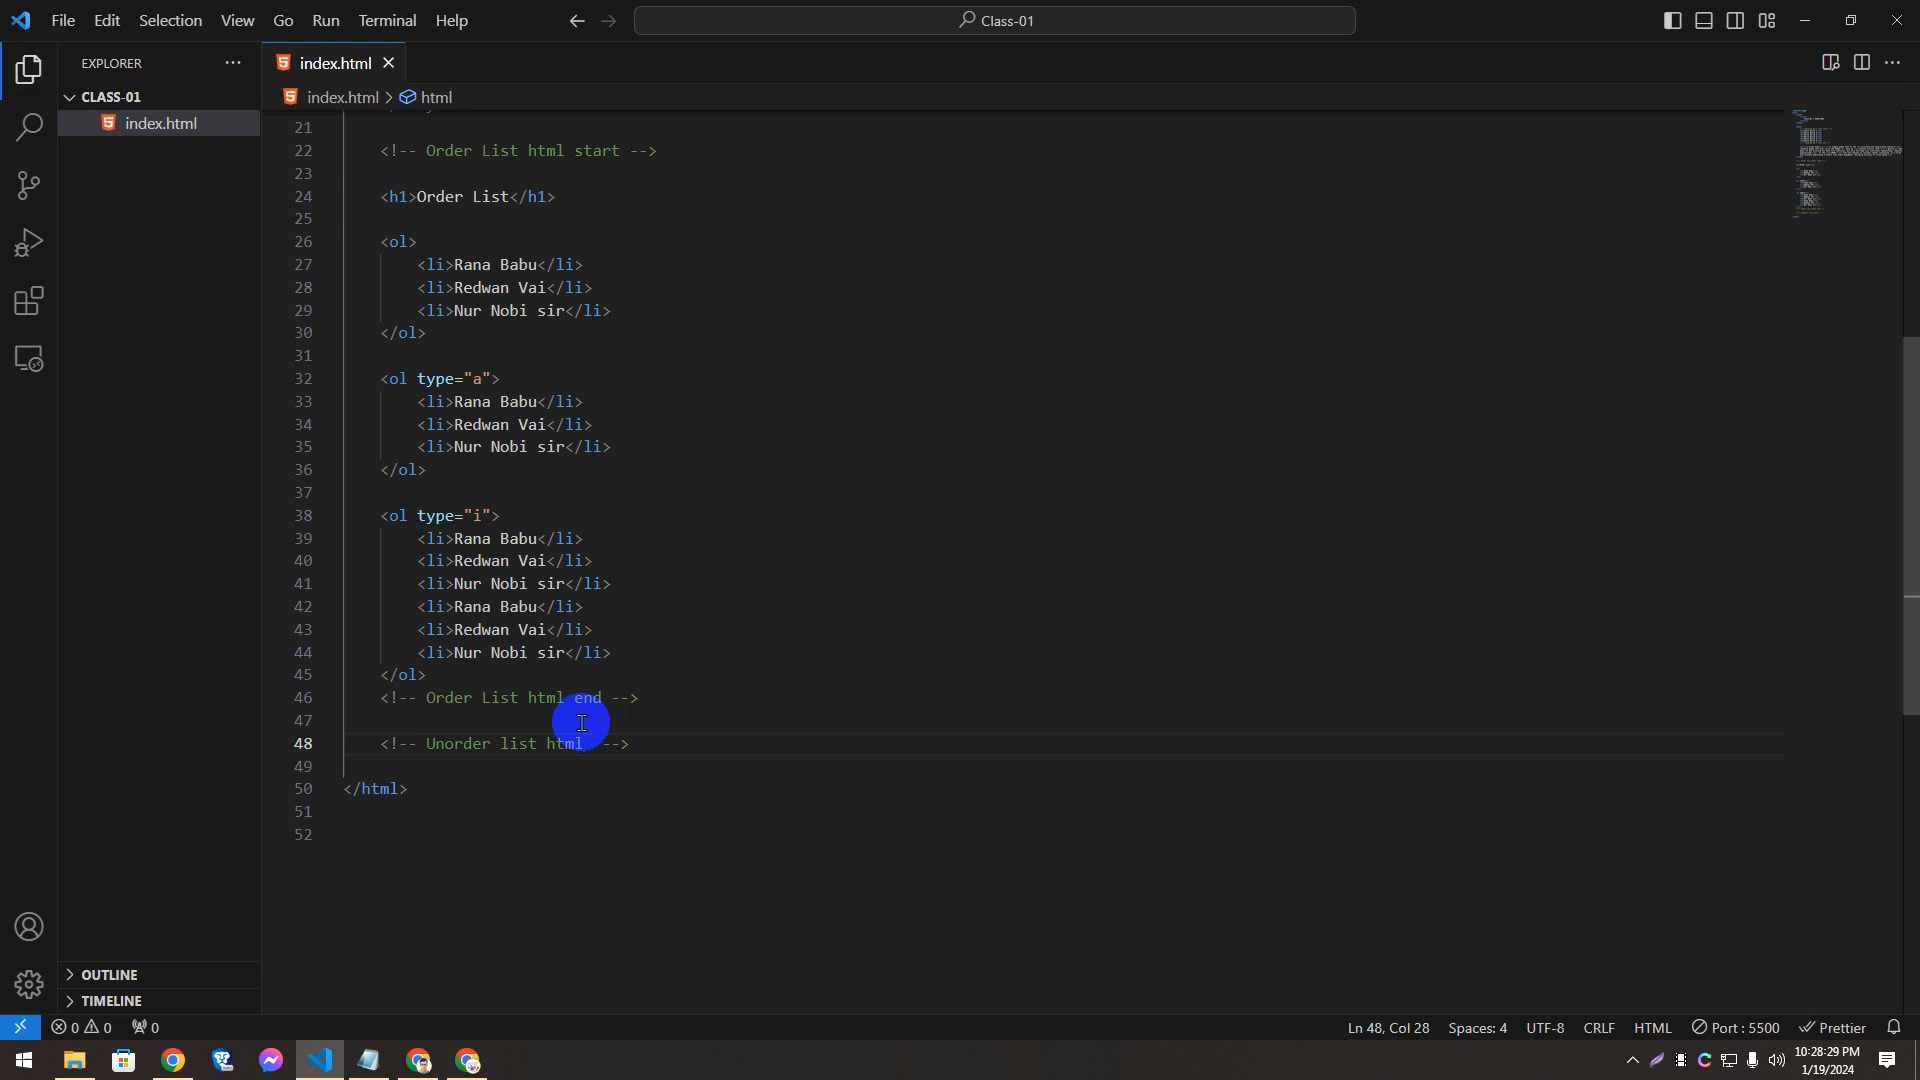 File Edit Selection View Go Run Terminal Help
Class-01
EXPLORER
index.html
CLASS-01
index.html
index.html > html
21
22 <!-- Order List html start -->
23
24 <h1>Order List</h1>
25
26 <ol>
27 <li>Rana Babu</li>
28 <li>Redwan Vai</li>
29 <li>Nur Nobi sir</li>
30 </ol>
31
32 <ol type="a">
33 <li>Rana Babu</li>
34 <li>Redwan Vai</li>
35 <li>Nur Nobi sir</li>
36 </ol>
37
38 <ol type="i">
39 <li>Rana Babu</li>
40 <li>Redwan Vai</li>
41 <li>Nur Nobi sir</li>
42 <li>Rana Babu</li>
43 <li>Redwan Vai</li>
44 <li>Nur Nobi sir</li>
45 </ol>
46 <!-- Order List html end -->
47
48 <!-- Unorder list html  -->
49
50 </html>
51
52
OUTLINE
TIMELINE
0 0 0
Ln 48, Col 28 Spaces: 4 UTF-8 CRLF HTML Port : 5500 Prettier
10:28:29 PM
1/19/2024